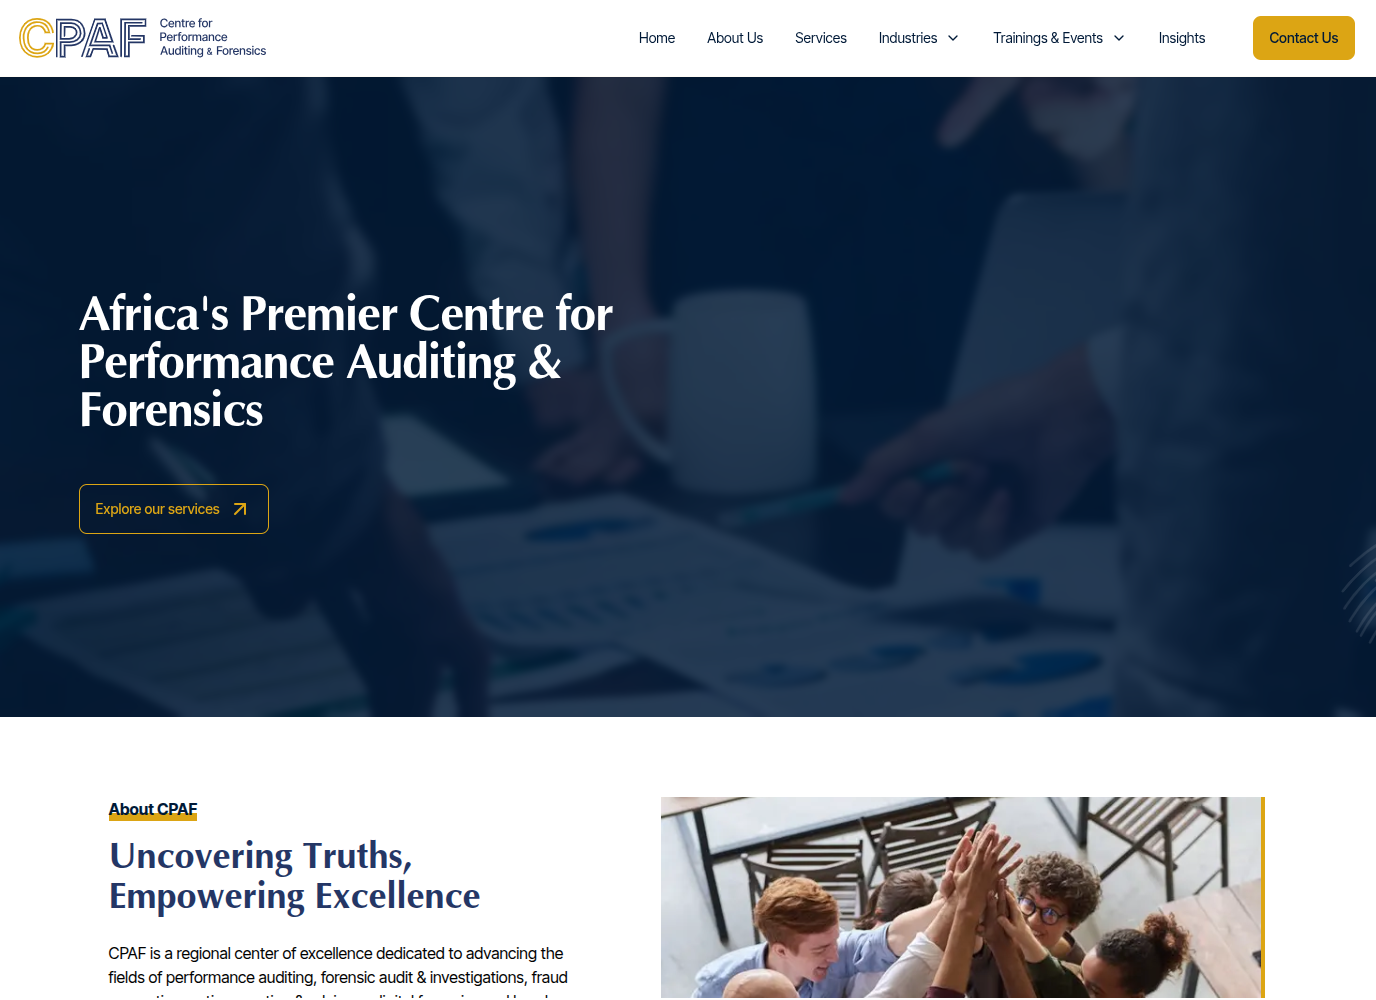 CPAF
Centre for
Performance
Auditing & Forensics
Home
About Us
Services
Industries
Trainings & Events
Insights
Contact Us
Africa's Premier Centre for
Performance Auditing &
Forensics
Explore our services
About CPAF
Uncovering Truths,
Empowering Excellence
CPAF is a regional center of excellence dedicated to advancing the
fields of performance auditing, forensic audit & investigations, fraud